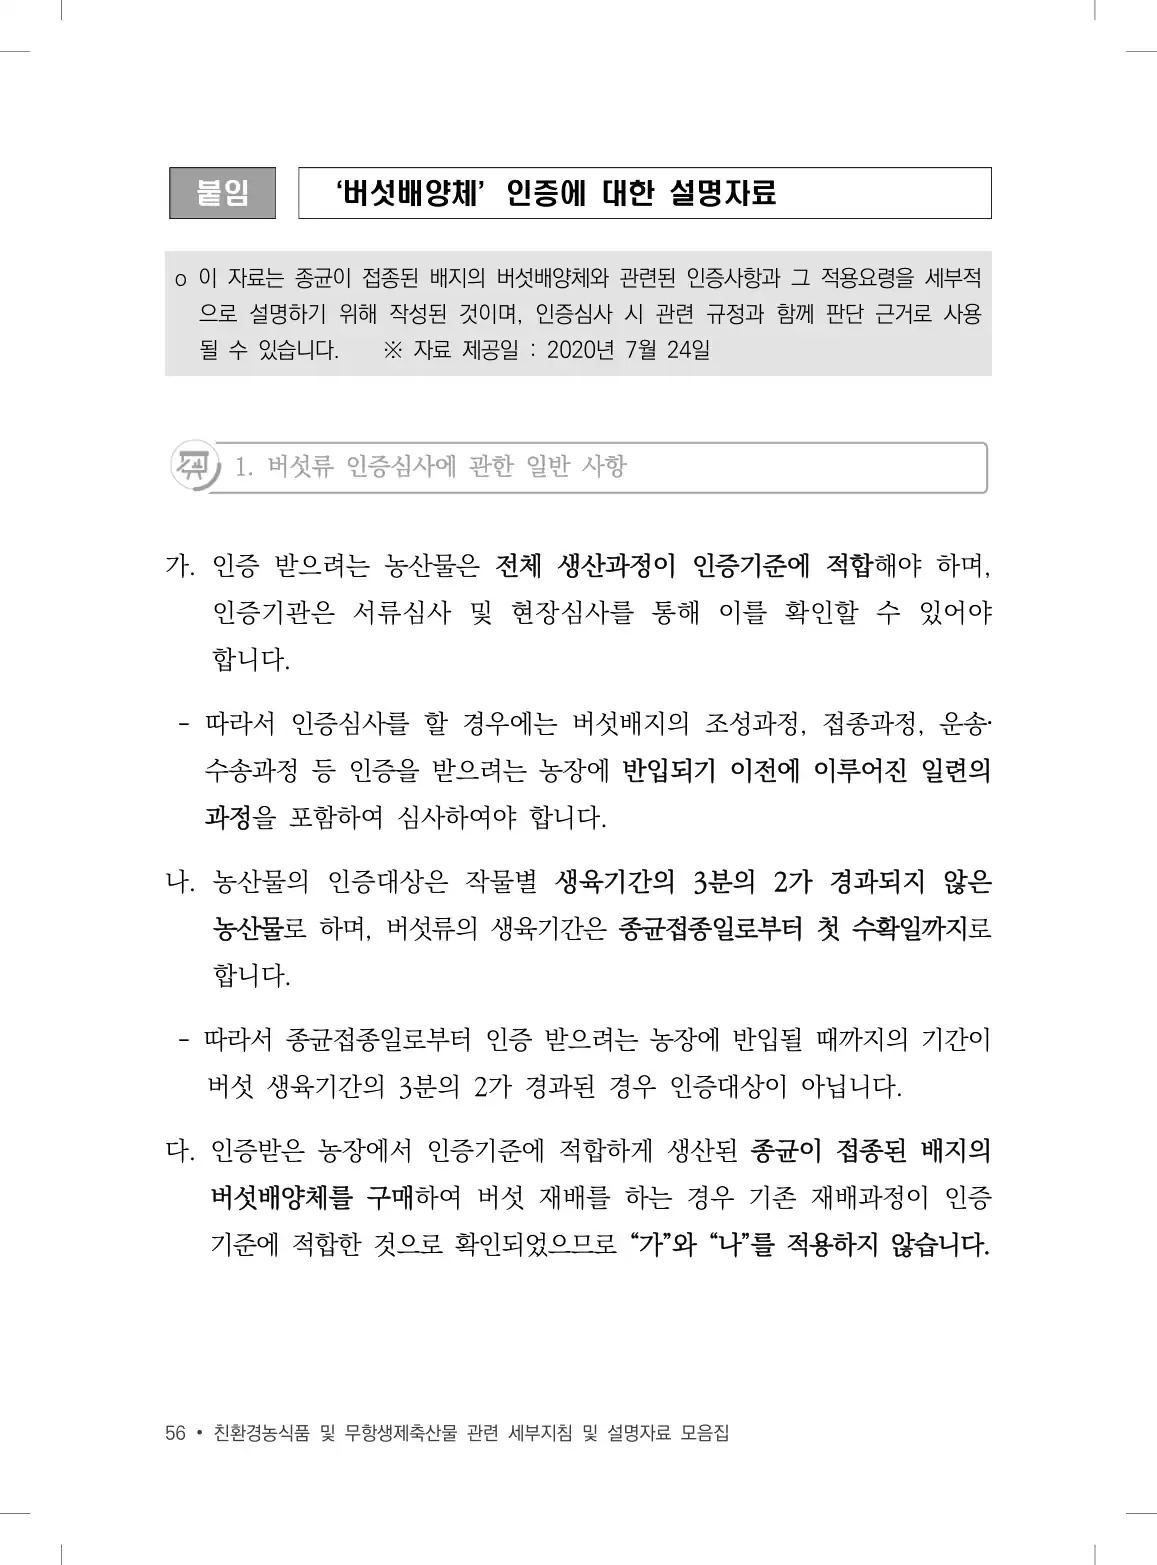 붙임
‘버섯배양체’ 인증에 대한 설명자료
o 이 자료는 종균이 접종된 배지의 버섯배양체와 관련된 인증사항과 그 적용요령을 세부적
으로 설명하기 위해 작성된 것이며, 인증심사 시 관련 규정과 함께 판단 근거로 사용
될 수 있습니다. ※ 자료 제공일 : 2020년 7월 24일
1. 버섯류 인증심사에 관한 일반 사항
가. 인증 받으려는 농산물은 전체 생산과정이 인증기준에 적합해야 하며,
인증기관은 서류심사 및 현장심사를 통해 이를 확인할 수 있어야
합니다.
- 따라서 인증심사를 할 경우에는 버섯배지의 조성과정, 접종과정, 운송·
수송과정 등 인증을 받으려는 농장에 반입되기 이전에 이루어진 일련의
과정을 포함하여 심사하여야 합니다.
나. 농산물의 인증대상은 작물별 생육기간의 3분의 2가 경과되지 않은
농산물로 하며, 버섯류의 생육기간은 종균접종일로부터 첫 수확일까지로
합니다.
- 따라서 종균접종일로부터 인증 받으려는 농장에 반입될 때까지의 기간이
버섯 생육기간의 3분의 2가 경과된 경우 인증대상이 아닙니다.
다. 인증받은 농장에서 인증기준에 적합하게 생산된 종균이 접종된 배지의
버섯배양체를 구매하여 버섯 재배를 하는 경우 기존 재배과정이 인증
기준에 적합한 것으로 확인되었으므로 “가”와 “나”를 적용하지 않습니다.
56 • 친환경농식품 및 무항생제축산물 관련 세부지침 및 설명자료 모음집